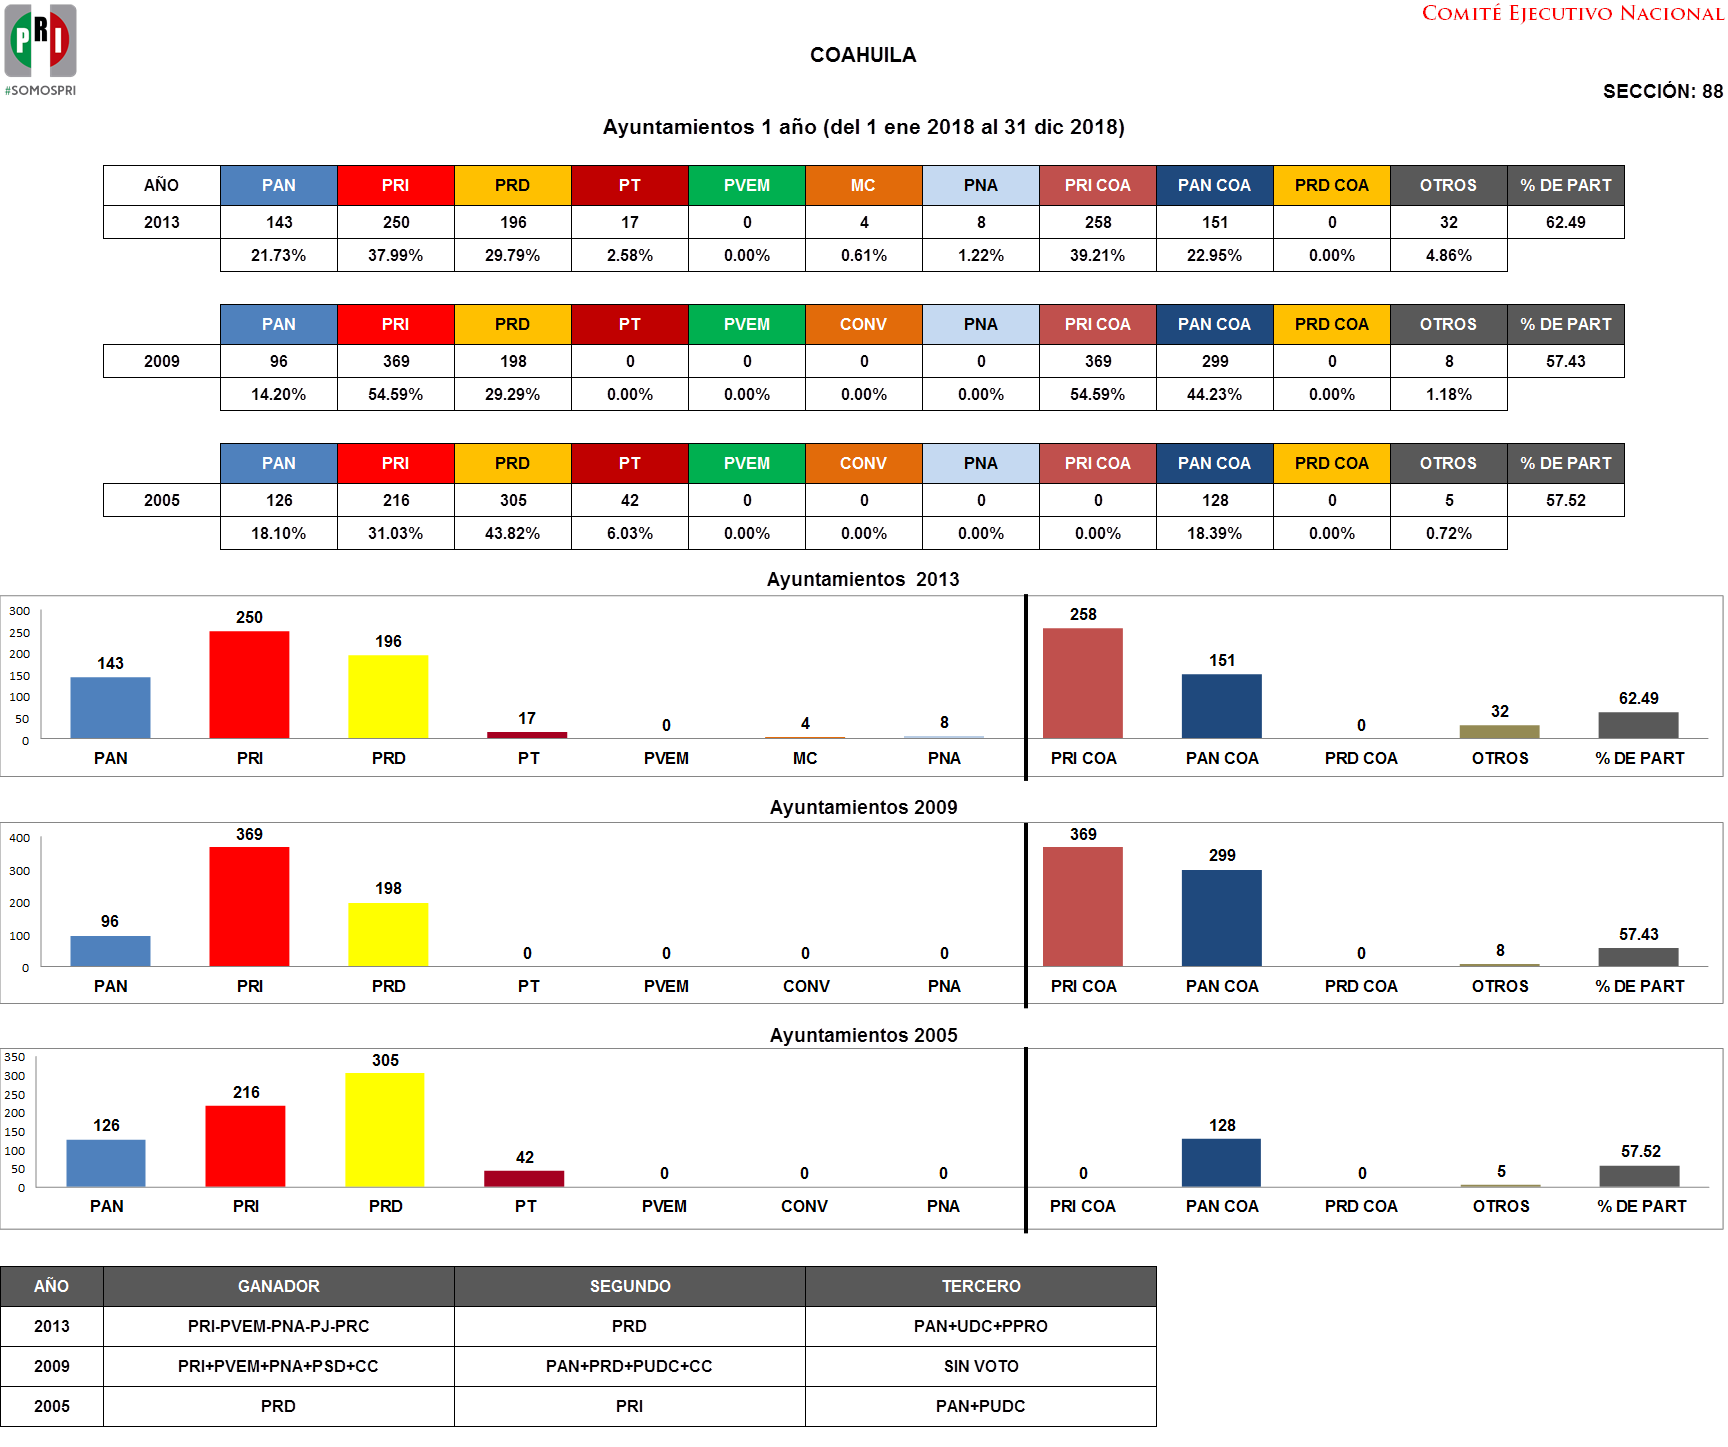 PRI
#SOMOSPRI
COMITÉ EJECUTIVO NACIONAL
COAHUILA
SECCIÓN: 88
Ayuntamientos 1 año (del 1 ene 2018 al 31 dic 2018)
AÑO PAN PRI PRD PT PVEM MC PNA PRI COA PAN COA PRD COA OTROS % DE PART
2013 143 250 196 17 0 4 8 258 151 0 32 62.49
21.73% 37.99% 29.79% 2.58% 0.00% 0.61% 1.22% 39.21% 22.95% 0.00% 4.86%
PAN PRI PRD PT PVEM CONV PNA PRI COA PAN COA PRD COA OTROS % DE PART
2009 96 369 198 0 0 0 0 369 299 0 8 57.43
14.20% 54.59% 29.29% 0.00% 0.00% 0.00% 0.00% 54.59% 44.23% 0.00% 1.18%
PAN PRI PRD PT PVEM CONV PNA PRI COA PAN COA PRD COA OTROS % DE PART
2005 126 216 305 42 0 0 0 0 128 0 5 57.52
18.10% 31.03% 43.82% 6.03% 0.00% 0.00% 0.00% 0.00% 18.39% 0.00% 0.72%
Ayuntamientos 2013
300
250
200
150
100
50
0
143 250 196 17 0 4 8 258 151 0 32 62.49
PAN PRI PRD PT PVEM MC PNA PRI COA PAN COA PRD COA OTROS % DE PART
Ayuntamientos 2009
400
300
200
100
0
96 369 198 0 0 0 0 369 299 0 8 57.43
PAN PRI PRD PT PVEM CONV PNA PRI COA PAN COA PRD COA OTROS % DE PART
Ayuntamientos 2005
350
300
250
200
150
100
50
0
126 216 305 42 0 0 0 0 128 0 5 57.52
PAN PRI PRD PT PVEM CONV PNA PRI COA PAN COA PRD COA OTROS % DE PART
AÑO GANADOR SEGUNDO TERCERO
2013 PRI-PVEM-PNA-PJ-PRC PRD PAN+UDC+PPRO
2009 PRI+PVEM+PNA+PSD+CC PAN+PRD+PUDC+CC SIN VOTO
2005 PRD PRI PAN+PUDC